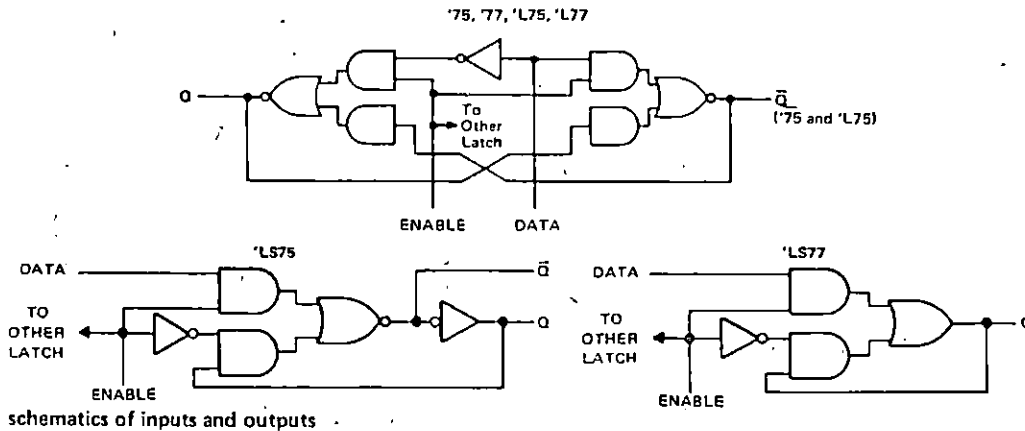 '75, '77, 'L75, 'L77
Q
To
Other
Latch
Q̄
('75 and 'L75)
ENABLE
DATA
'LS75
DATA
TO
OTHER
LATCH
ENABLE
Q̄
Q
'LS77
DATA
TO
OTHER
LATCH
ENABLE
Q
schematics of inputs and outputs